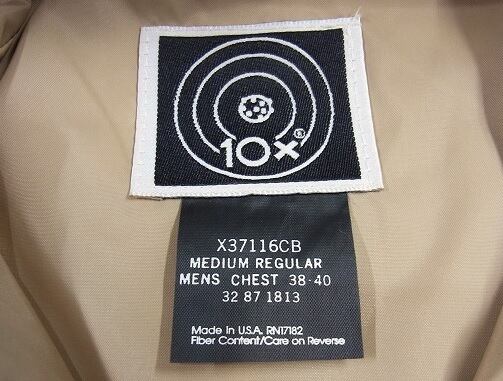 10X®
X37116CB
MEDIUM REGULAR
MENS CHEST 38-40
32 87 1813
Made in U.S.A. RN17182
Fiber Content/Care on Reverse